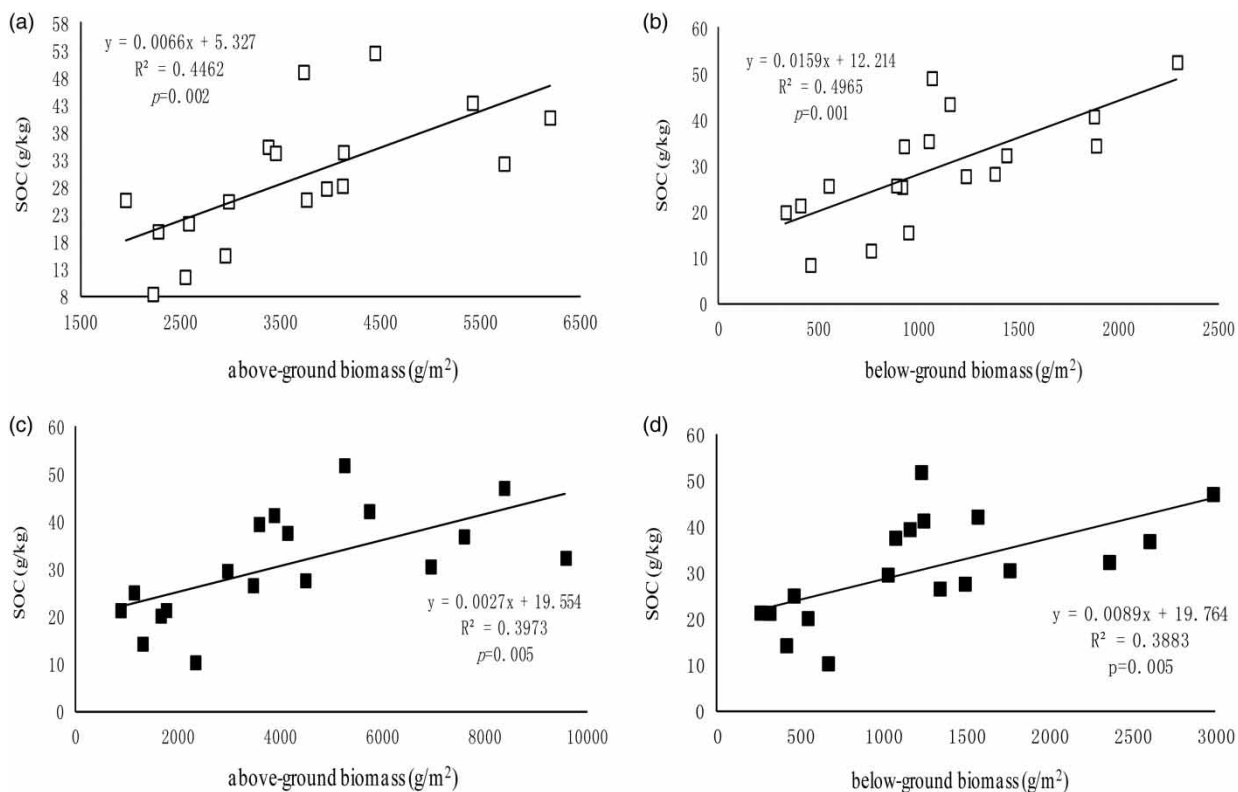 (a)
y = 0.0066x + 5.327
R² = 0.4462
p=0.002
SOC (g/kg)
58
53
48
43
38
33
28
23
18
13
8
1500 2500 3500 4500 5500 6500
above-ground biomass (g/m²)
(b)
y = 0.0159x + 12.214
R² = 0.4965
p=0.001
SOC (g/kg)
60
50
40
30
20
10
0
0 500 1000 1500 2000 2500
below-ground biomass (g/m²)
(c)
y = 0.0027x + 19.554
R² = 0.3973
p=0.005
SOC (g/kg)
60
50
40
30
20
10
0
0 2000 4000 6000 8000 10000
above-ground biomass (g/m²)
(d)
y = 0.0089x + 19.764
R² = 0.3883
p=0.005
SOC (g/kg)
60
50
40
30
20
10
0
0 500 1000 1500 2000 2500 3000
below-ground biomass (g/m²)